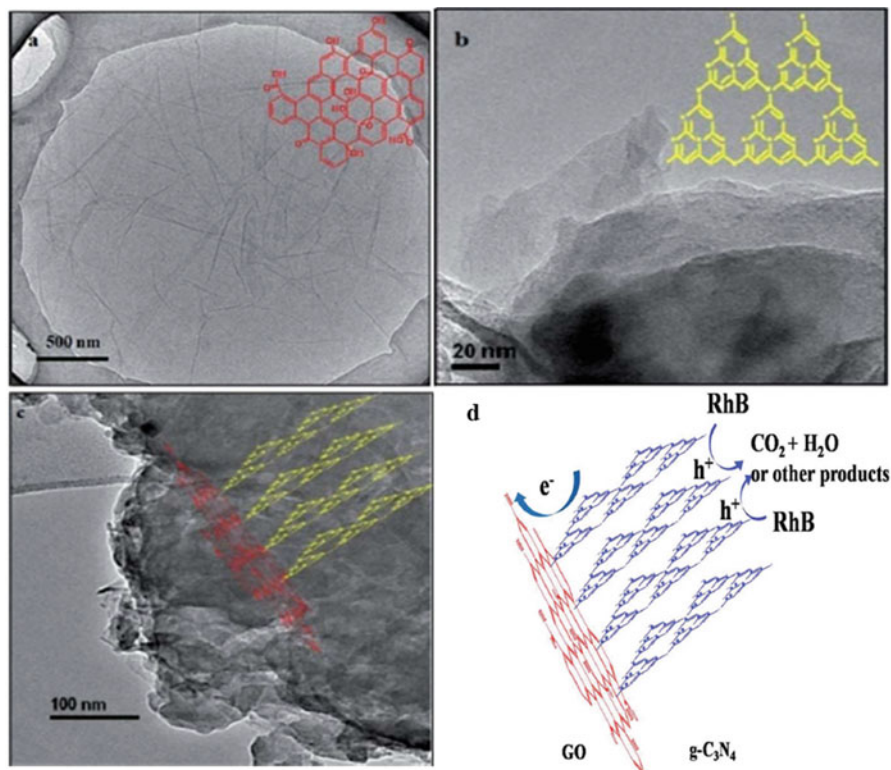 a
500 nm
b
20 nm
c
100 nm
d
RhB
CO₂ + H₂O
or other products
h⁺
e⁻
h⁺
RhB
GO
g-C₃N₄